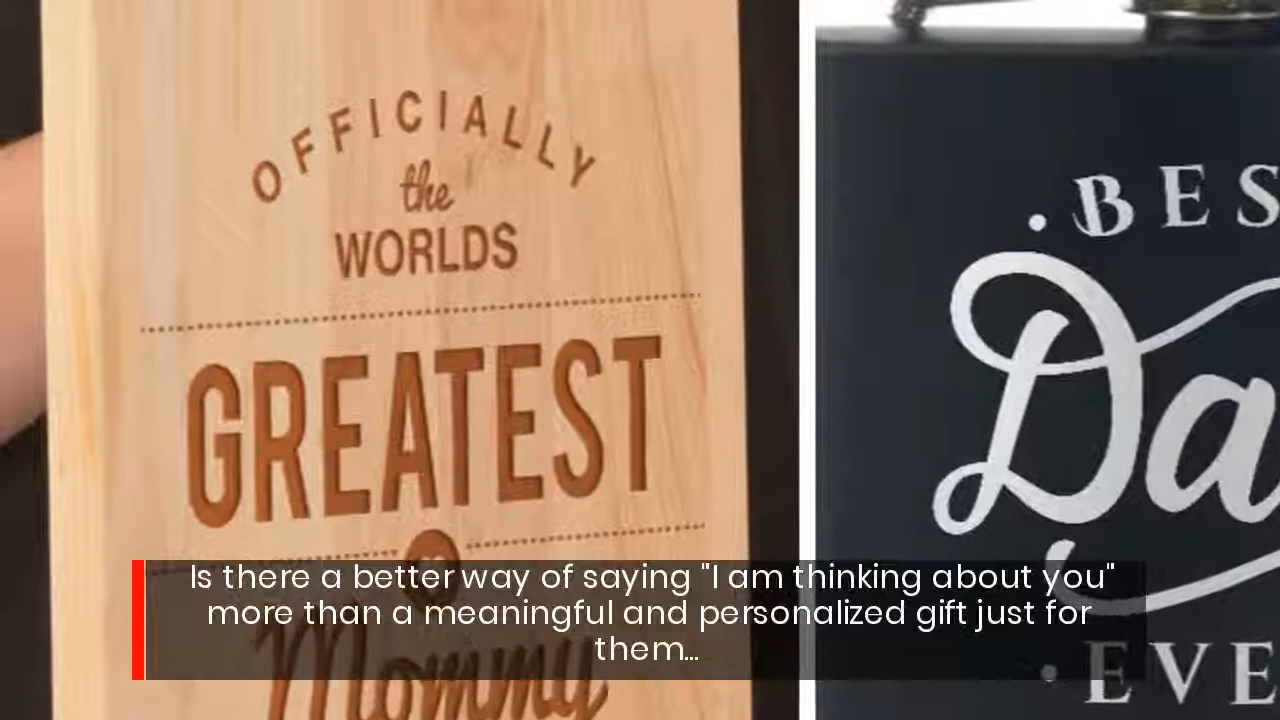 OFFICIALLY
the
WORLDS
GREATEST
Mommy
.BES
Da
.EVE
Is there a better way of saying "I am thinking about you"
more than a meaningful and personalized gift just for
them...